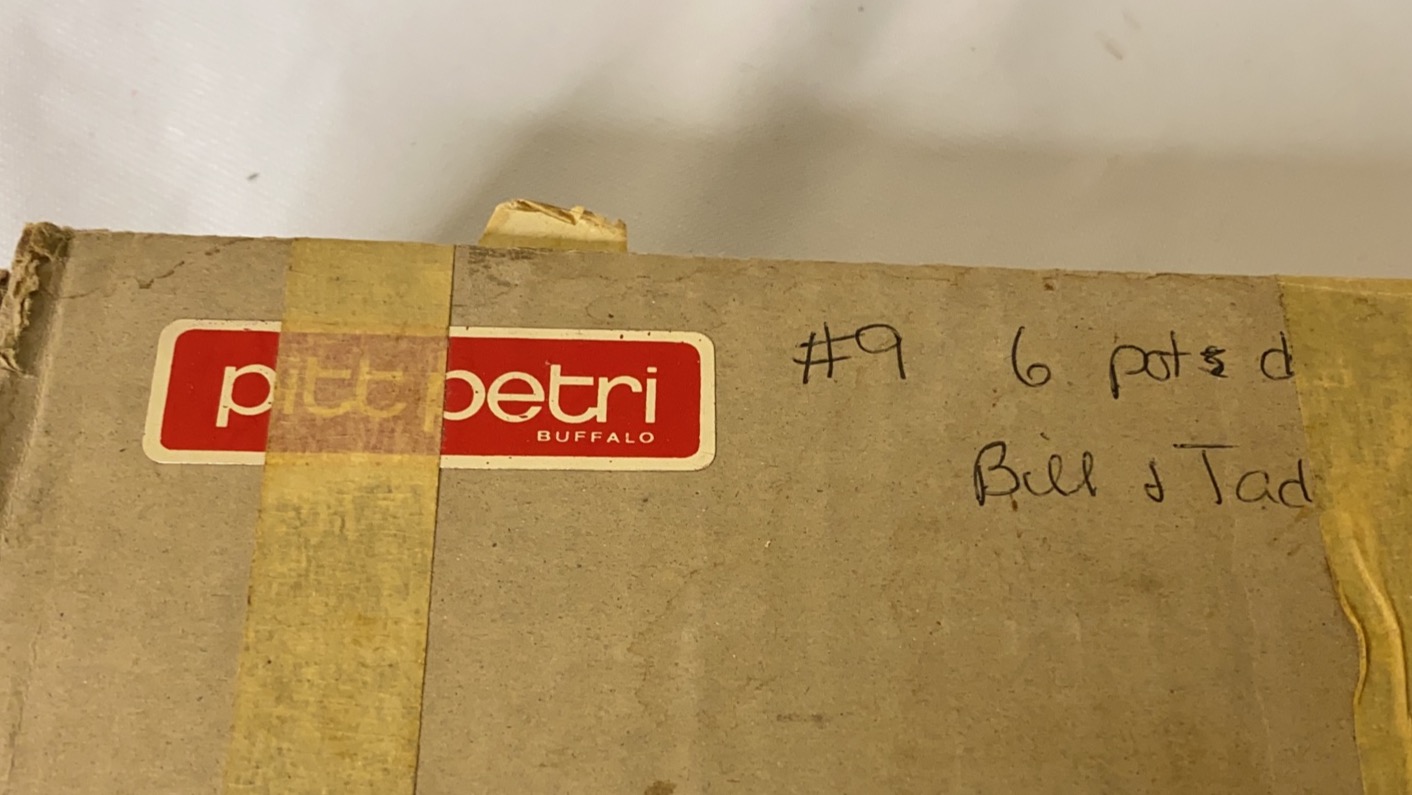 pitt petri
BUFFALO
#9 6 pots d
Bill & Tad